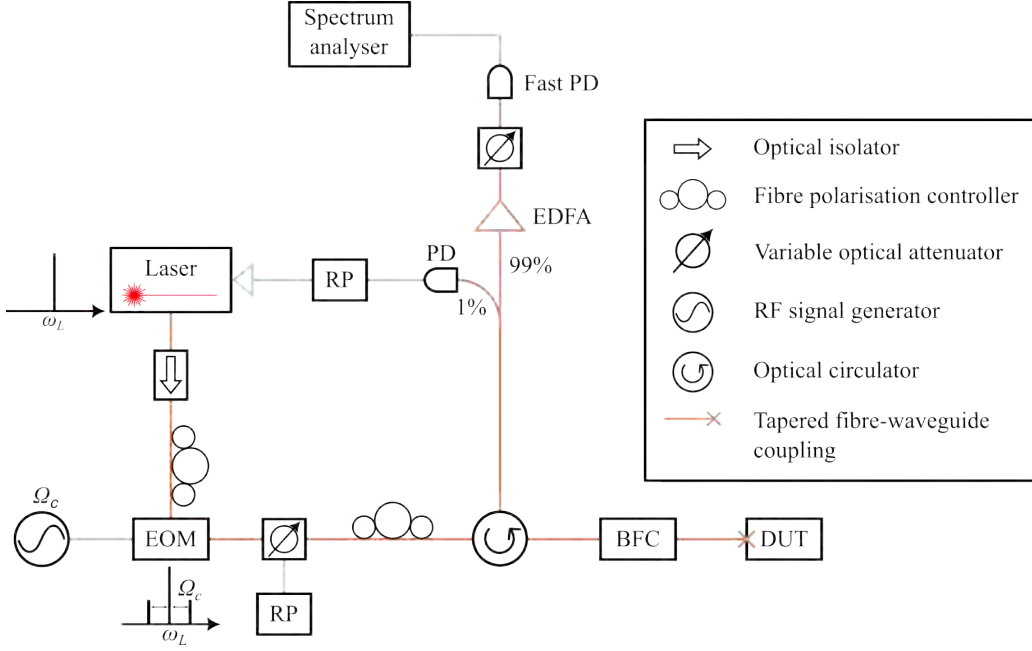 Spectrum
analyser
Fast PD
EDFA
99%
1%
PD
RP
Laser
ω_L
Ω_c
EOM
RP
BFC
DUT
Ω_c
ω_L
Optical isolator
Fibre polarisation controller
Variable optical attenuator
RF signal generator
Optical circulator
Tapered fibre-waveguide
coupling